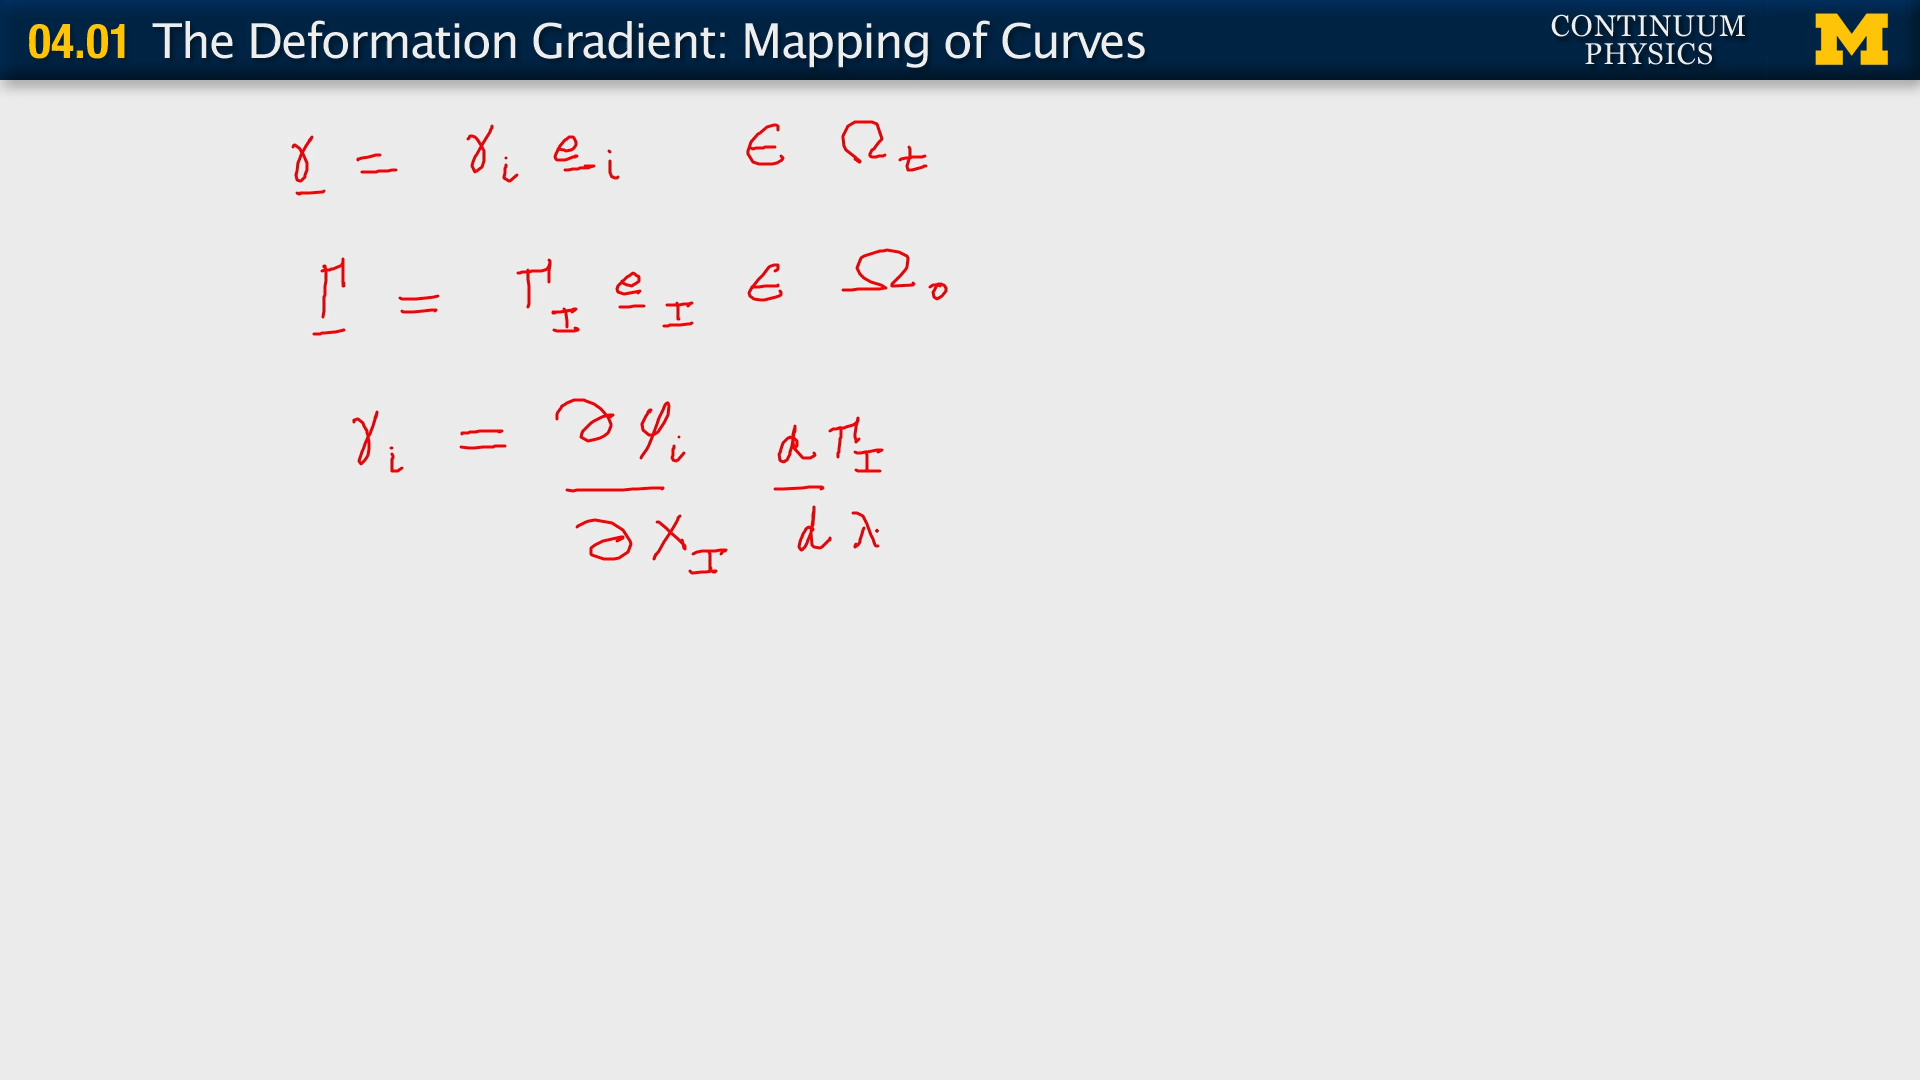 04.01 The Deformation Gradient: Mapping of Curves
CONTINUUM PHYSICS
M
γ = γ_i e_i ∈ Ω_t
Γ = Γ_I e_I ∈ Ω_0
γ_i = ∂φ_i/∂X_I dΓ_I/dλ